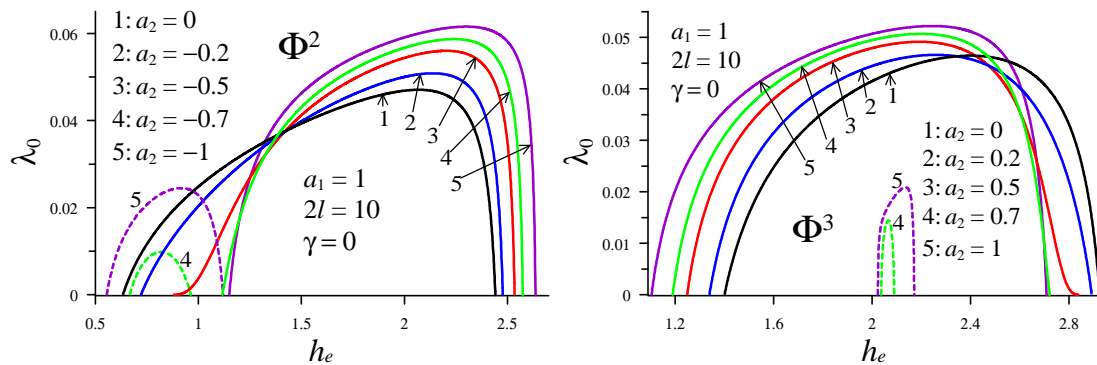 1: a₂ = 0
2: a₂ = −0.2
3: a₂ = −0.5
4: a₂ = −0.7
5: a₂ = −1
Φ²
a₁ = 1
2l = 10
γ = 0
1
2
3
4
5
5
4
λ₀
0.06
0.04
0.02
0
0.5
1
1.5
2
2.5
hₑ
a₁ = 1
2l = 10
γ = 0
5
4
3
2
1
1: a₂ = 0
2: a₂ = 0.2
3: a₂ = 0.5
4: a₂ = 0.7
5: a₂ = 1
Φ³
5
4
λ₀
0.05
0.04
0.03
0.02
0.01
0
1.2
1.6
2
2.4
2.8
hₑ